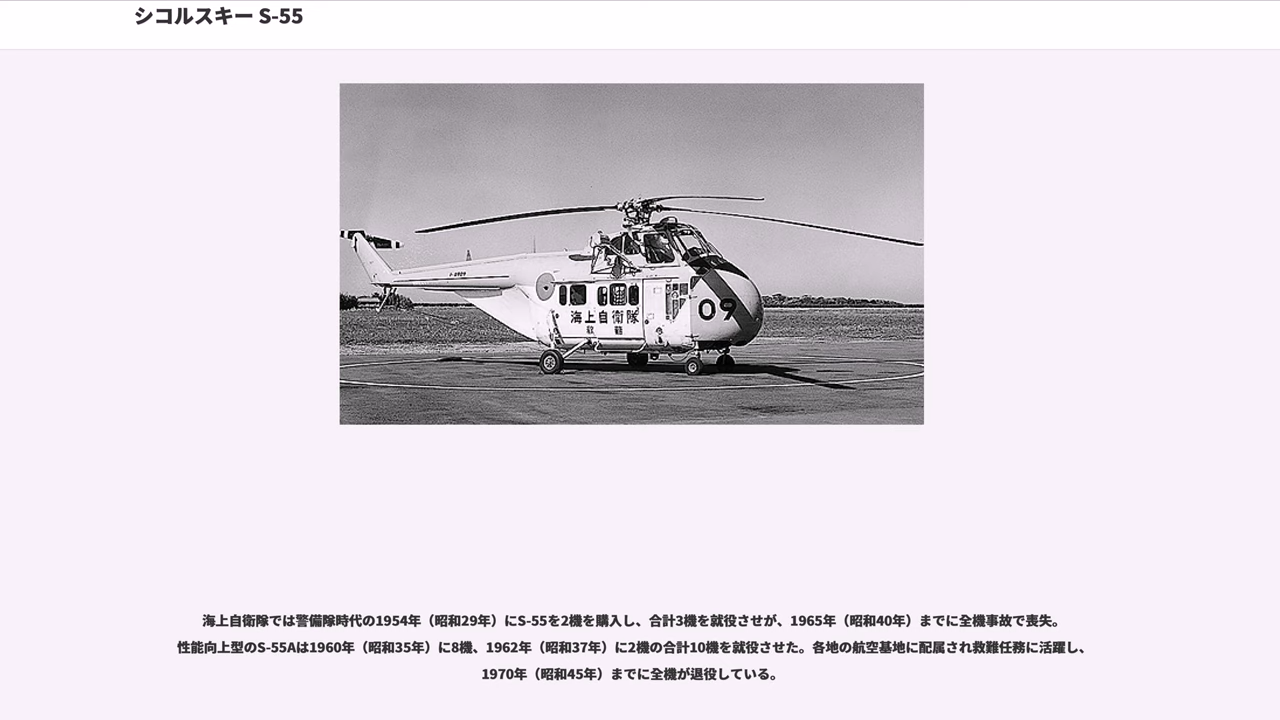 シコルスキー S-55
09
海上自衛隊
海上自衛隊では警備隊時代の1954年（昭和29年）にS-55を2機を購入し、合計3機を就役させが、1965年（昭和40年）までに全機事故で喪失。
性能向上型のS-55Aは1960年（昭和35年）に8機、1962年（昭和37年）に2機の合計10機を就役させた。各地の航空基地に配属され救難任務に活躍し、
1970年（昭和45年）までに全機が退役している。